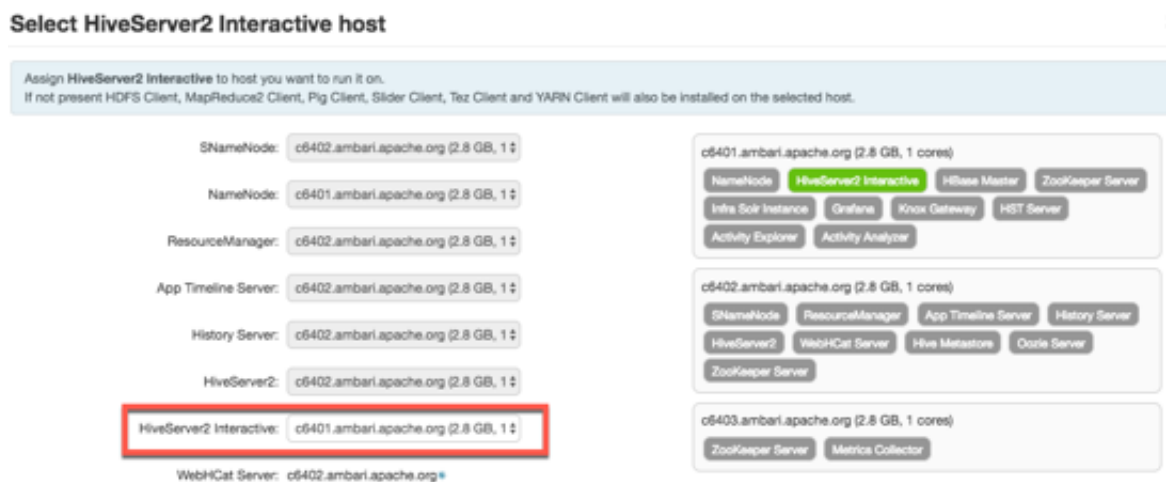 Select HiveServer2 Interactive host
Assign HiveServer2 Interactive to host you want to run it on.
If not present HDFS Client, MapReduce2 Client, Pig Client, Slider Client, Tez Client and YARN Client will also be installed on the selected host.
SNameNode: c6402.ambari.apache.org (2.8 GB, 1
NameNode: c6401.ambari.apache.org (2.8 GB, 1
ResourceManager: c6402.ambari.apache.org (2.8 GB, 1
App Timeline Server: c6402.ambari.apache.org (2.8 GB, 1
History Server: c6402.ambari.apache.org (2.8 GB, 1
HiveServer2: c6402.ambari.apache.org (2.8 GB, 1
HiveServer2 Interactive: c6401.ambari.apache.org (2.8 GB, 1
WebHCat Server: c6402.ambari.apache.org
c6401.ambari.apache.org (2.8 GB, 1 cores)
NameNode HiveServer2 Interactive HBase Master ZooKeeper Server
Infra Solr Instance Grafana Knox Gateway HST Server
Activity Explorer Activity Analyzer
c6402.ambari.apache.org (2.8 GB, 1 cores)
SNameNode ResourceManager App Timeline Server History Server
HiveServer2 WebHCat Server Hive Metastore Oozie Server
ZooKeeper Server
c6403.ambari.apache.org (2.8 GB, 1 cores)
ZooKeeper Server Metrics Collector